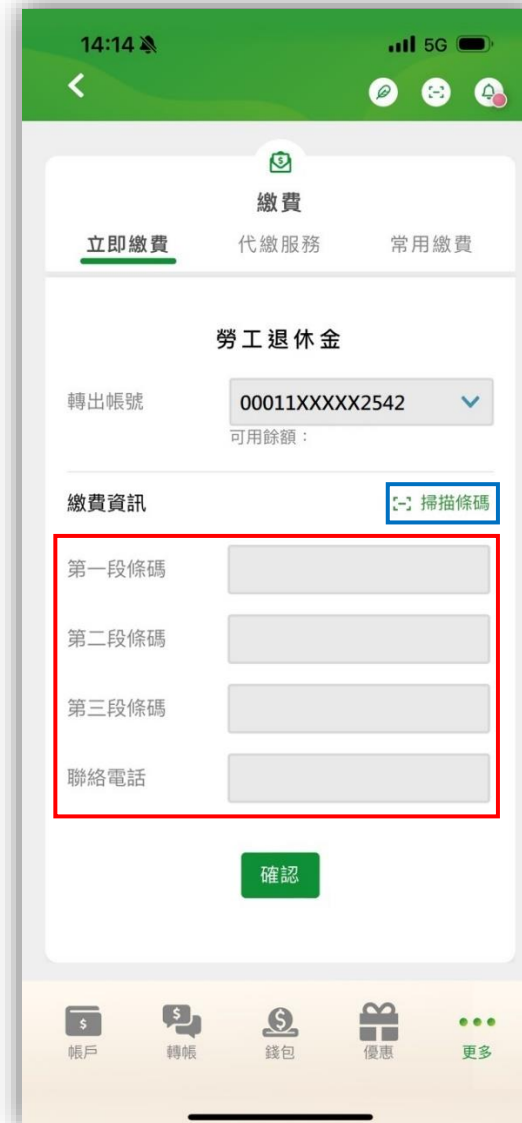 14:14
5G
繳費
立即繳費 代繳服務 常用繳費
勞工退休金
轉出帳號 00011XXXXX2542
可用餘額：
繳費資訊 掃描條碼
第一段條碼
第二段條碼
第三段條碼
聯絡電話
確認
帳戶 轉帳 錢包 優惠 更多